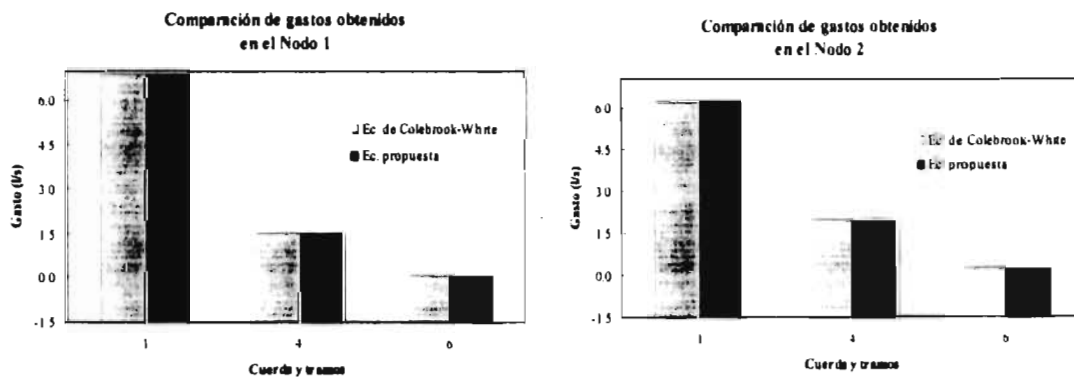 Comparación de gastos obtenidos
en el Nodo 1
6.0
4.5
3.0
1.5
0.0
-1.5
Gasto (l/s)
Ec. de Colebrook-White
Ec. propuesta
1
4
6
Cuerda y tramos
Comparación de gastos obtenidos
en el Nodo 2
6.0
4.5
3.0
1.5
0.0
-1.5
Gasto (l/s)
Ec. de Colebrook-White
Ec. propuesta
1
4
6
Cuerda y tramos